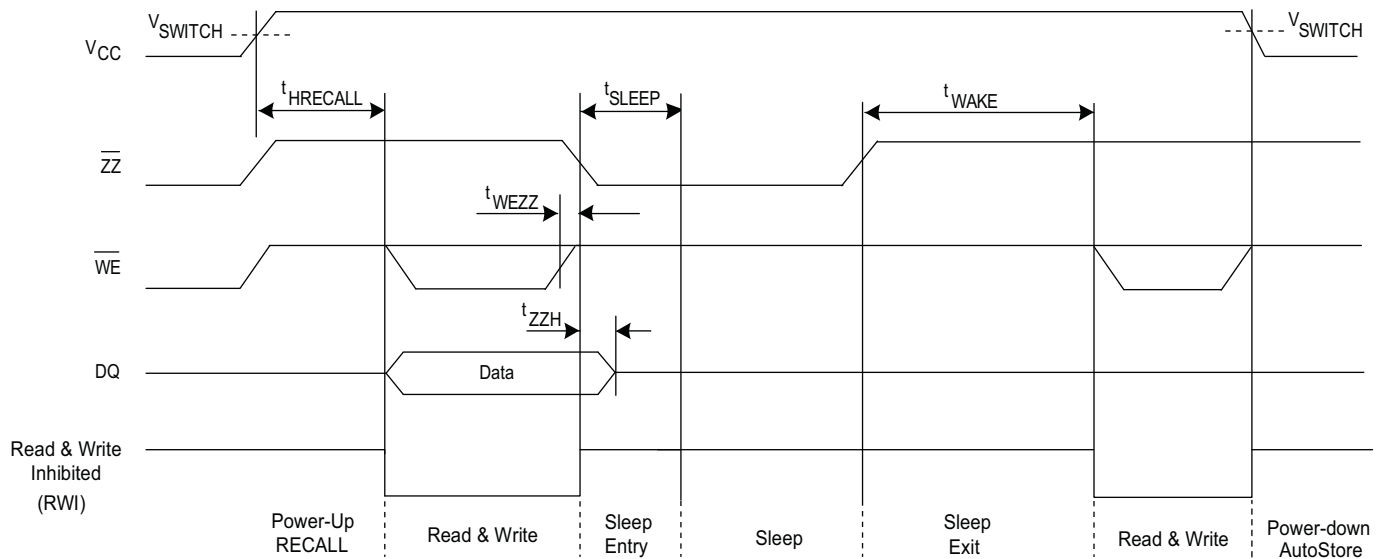 VSWITCH
VCC
VSWITCH
tHRECALL
tSLEEP
tWAKE
ZZ
tWEZZ
WE
tZZH
DQ
Data
Read & Write
Inhibited
(RWI)
Power-Up
RECALL
Read & Write
Sleep
Entry
Sleep
Sleep
Exit
Read & Write
Power-down
AutoStore